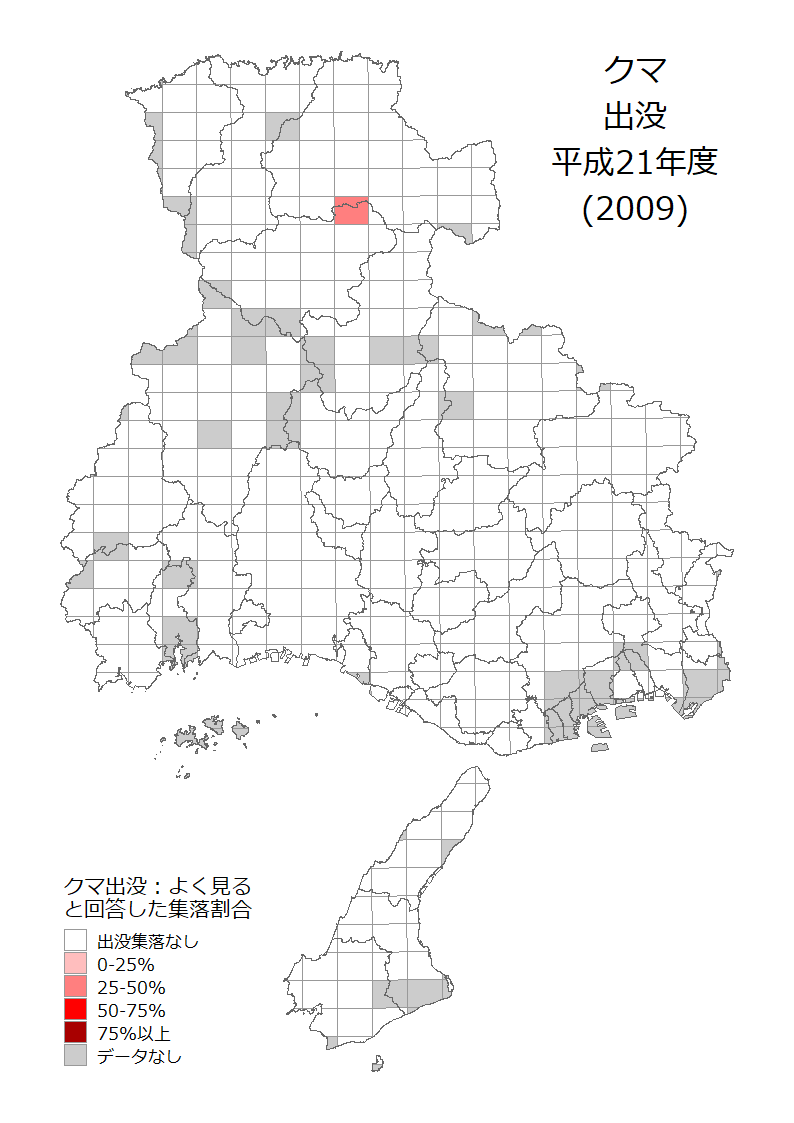 クマ
出没
平成21年度
(2009)
クマ出没：よく見る
と回答した集落割合
出没集落なし
0-25%
25-50%
50-75%
75%以上
データなし